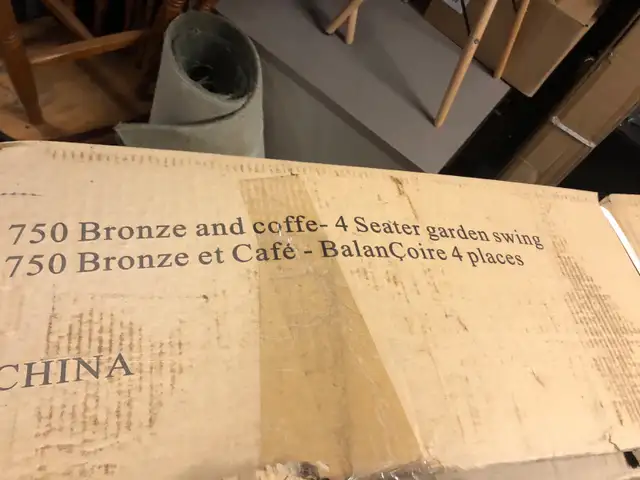 750 Bronze and coffe- 4 Seater garden swing
750 Bronze et Café - BalanÇoire 4 places
CHINA